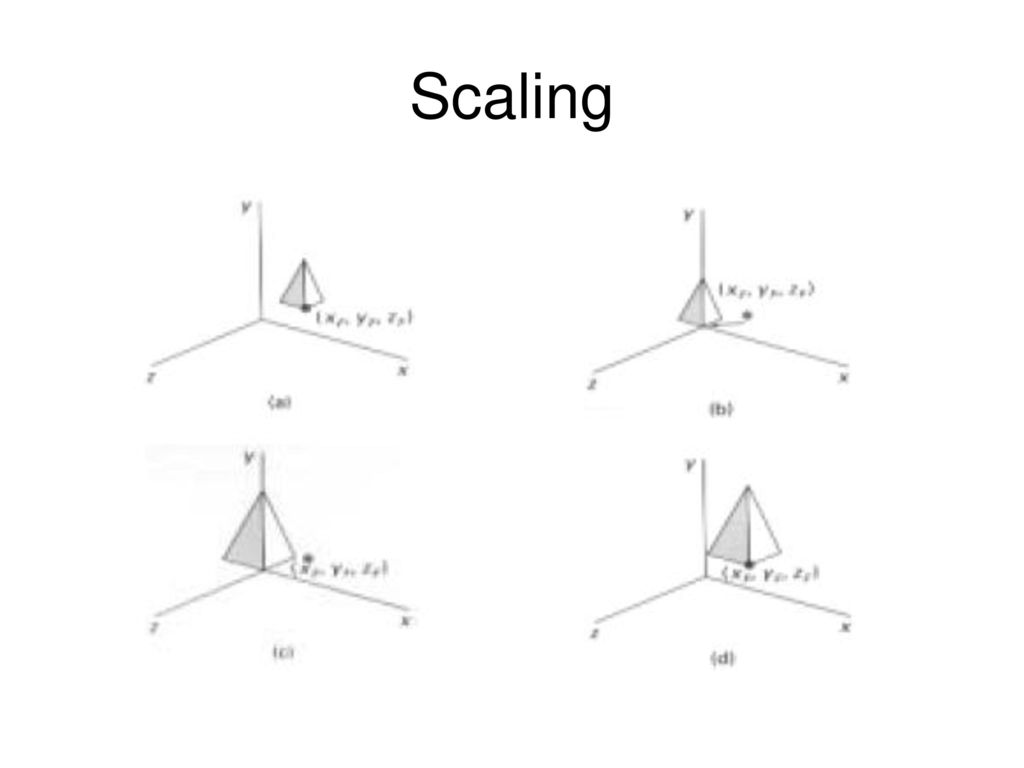 Scaling
y
(x_F, y_F, z_F)
z
x
(a)
y
(x_F, y_F, z_F)
z
x
(b)
y
(x_F, y_F, z_F)
z
x
(c)
y
(x_F, y_F, z_F)
z
x
(d)